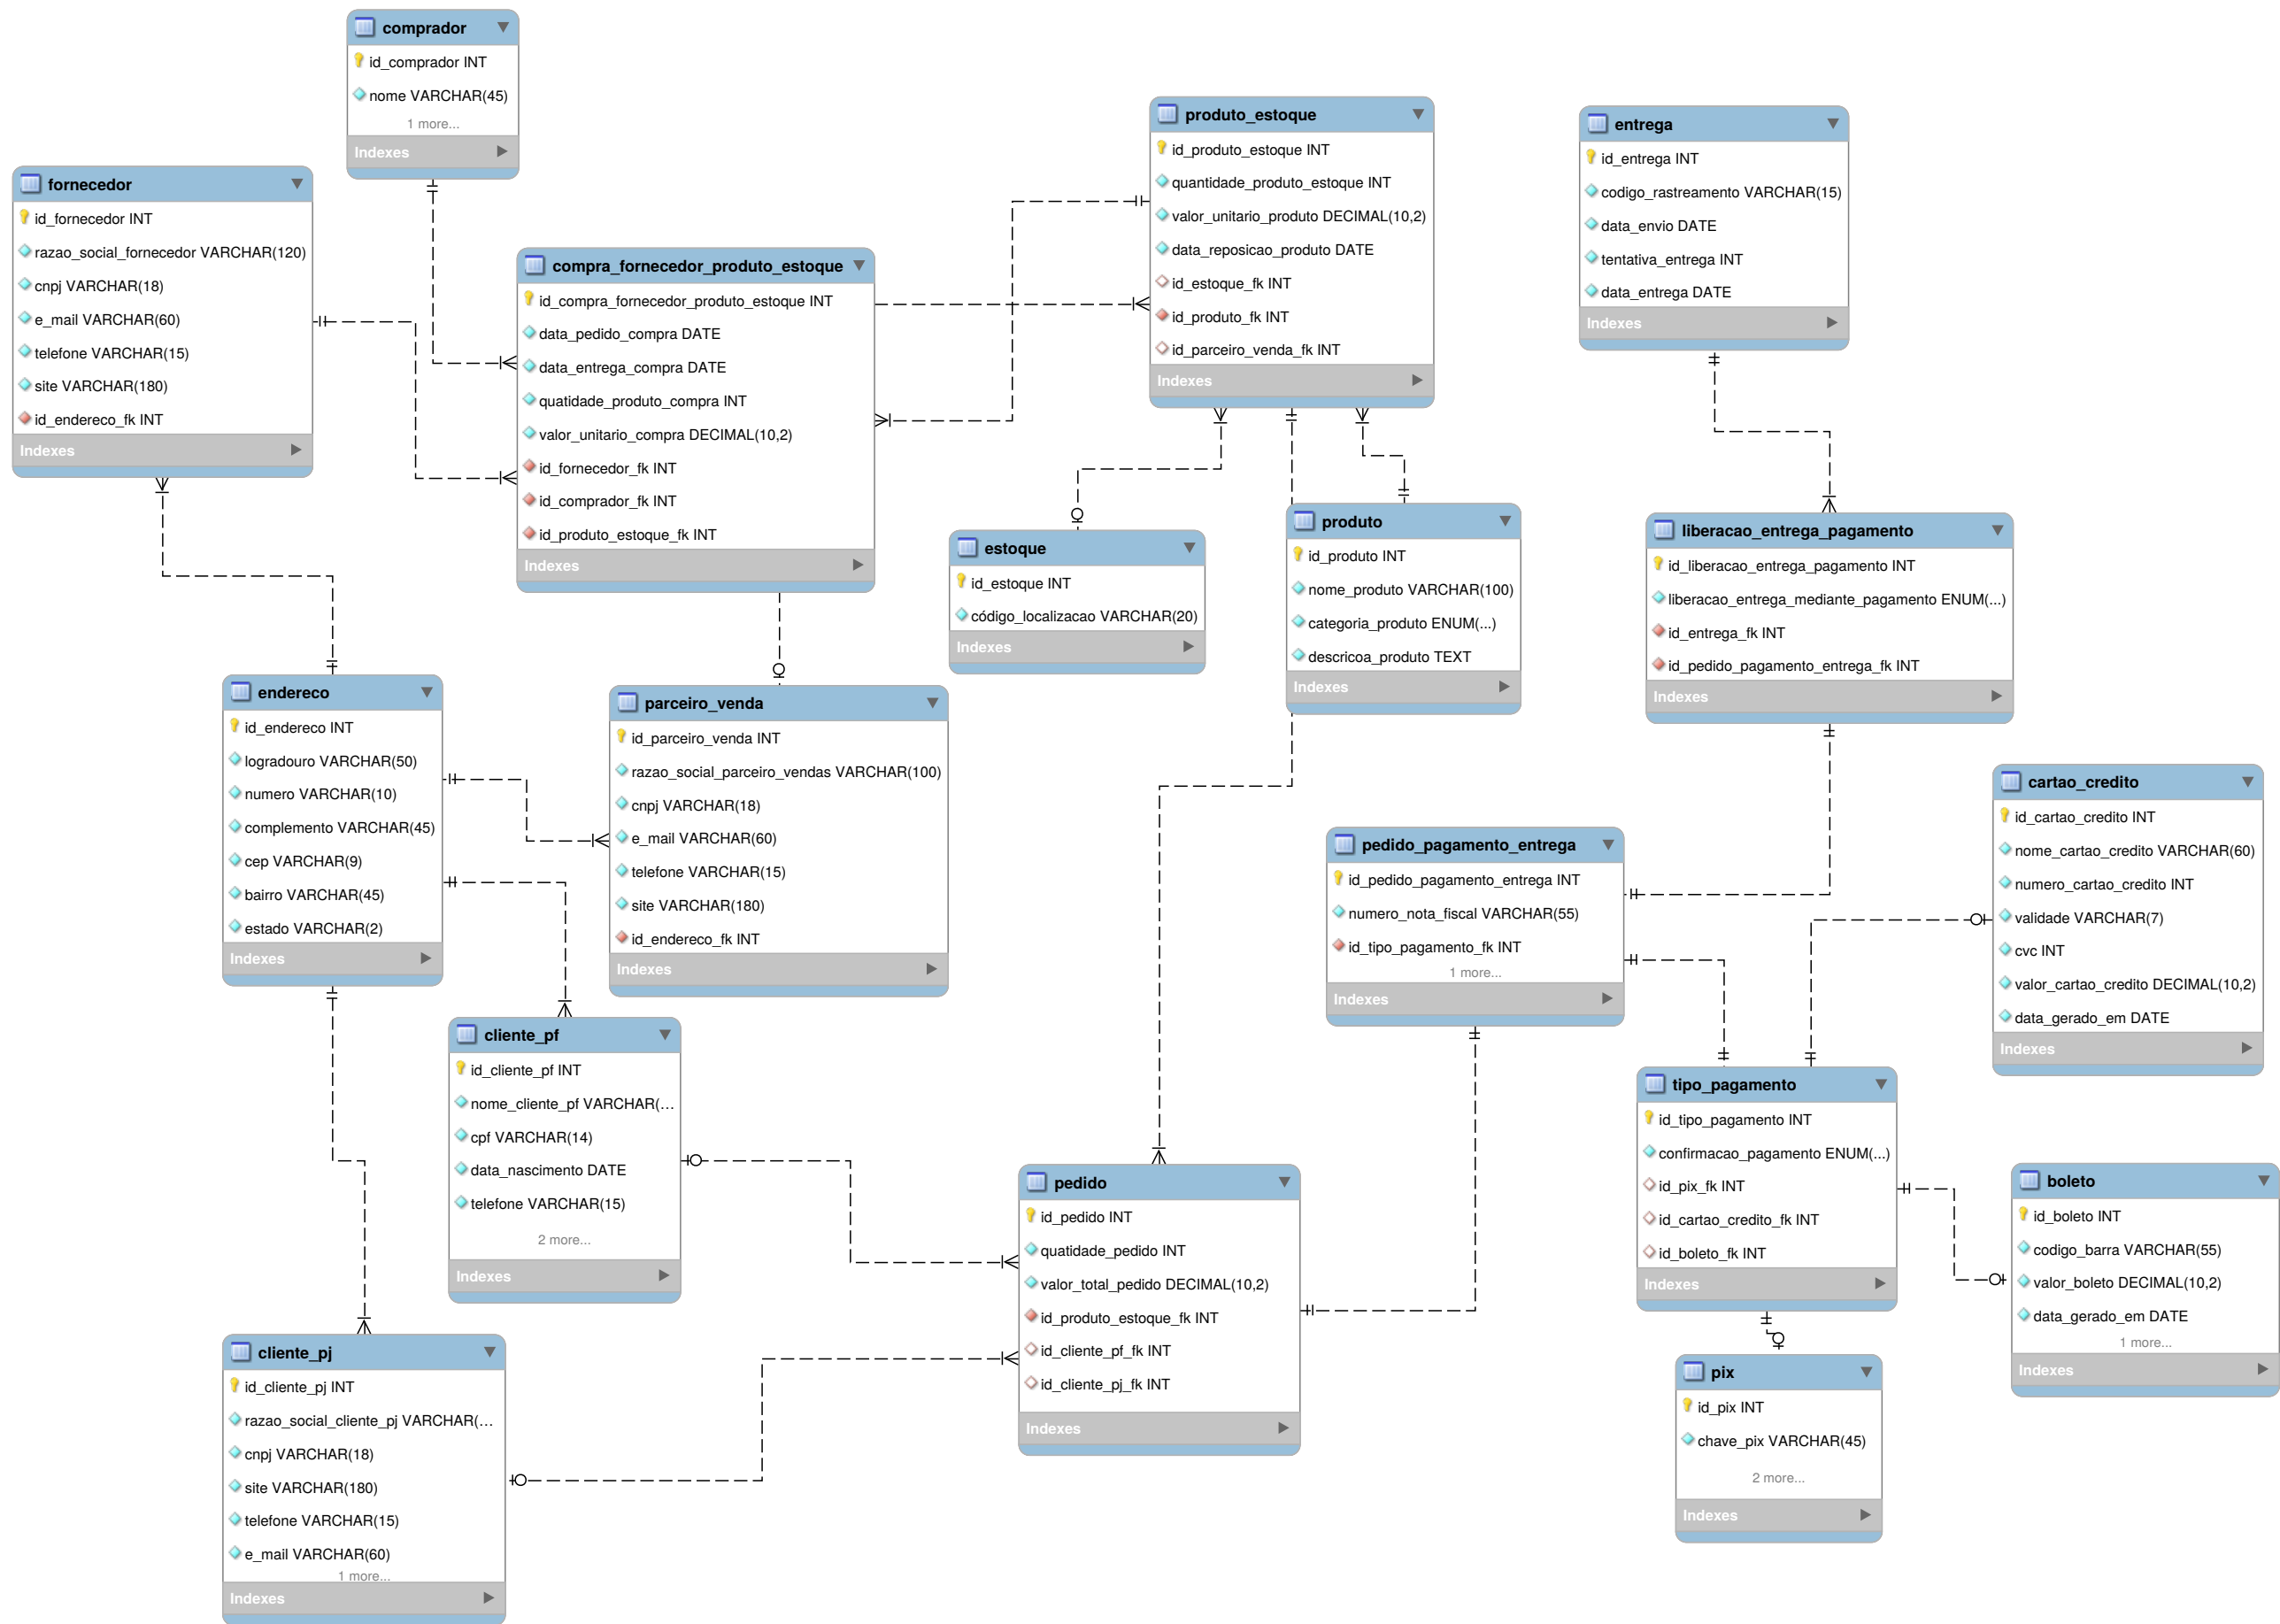 comprador
id_comprador INT
nome VARCHAR(45)
1 more...
Indexes
fornecedor
id_fornecedor INT
razao_social_fornecedor VARCHAR(120)
cnpj VARCHAR(18)
e_mail VARCHAR(60)
telefone VARCHAR(15)
site VARCHAR(180)
id_endereco_fk INT
Indexes
compra_fornecedor_produto_estoque
id_compra_fornecedor_produto_estoque INT
data_pedido_compra DATE
data_entrega_compra DATE
quatidade_produto_compra INT
valor_unitario_compra DECIMAL(10,2)
id_fornecedor_fk INT
id_comprador_fk INT
id_produto_estoque_fk INT
Indexes
produto_estoque
id_produto_estoque INT
quantidade_produto_estoque INT
valor_unitario_produto DECIMAL(10,2)
data_reposicao_produto DATE
id_estoque_fk INT
id_produto_fk INT
id_parceiro_venda_fk INT
Indexes
entrega
id_entrega INT
codigo_rastreamento VARCHAR(15)
data_envio DATE
tentativa_entrega INT
data_entrega DATE
Indexes
estoque
id_estoque INT
código_localizacao VARCHAR(20)
Indexes
produto
id_produto INT
nome_produto VARCHAR(100)
categoria_produto ENUM(...)
descricoa_produto TEXT
Indexes
liberacao_entrega_pagamento
id_liberacao_entrega_pagamento INT
liberacao_entrega_mediante_pagamento ENUM(...)
id_entrega_fk INT
id_pedido_pagamento_entrega_fk INT
Indexes
endereco
id_endereco INT
logradouro VARCHAR(50)
numero VARCHAR(10)
complemento VARCHAR(45)
cep VARCHAR(9)
bairro VARCHAR(45)
estado VARCHAR(2)
Indexes
parceiro_venda
id_parceiro_venda INT
razao_social_parceiro_vendas VARCHAR(100)
cnpj VARCHAR(18)
e_mail VARCHAR(60)
telefone VARCHAR(15)
site VARCHAR(180)
id_endereco_fk INT
Indexes
pedido_pagamento_entrega
id_pedido_pagamento_entrega INT
numero_nota_fiscal VARCHAR(55)
id_tipo_pagamento_fk INT
1 more...
Indexes
cartao_credito
id_cartao_credito INT
nome_cartao_credito VARCHAR(60)
numero_cartao_credito INT
validade VARCHAR(7)
cvc INT
valor_cartao_credito DECIMAL(10,2)
data_gerado_em DATE
Indexes
cliente_pf
id_cliente_pf INT
nome_cliente_pf VARCHAR(...
cpf VARCHAR(14)
data_nascimento DATE
telefone VARCHAR(15)
2 more...
Indexes
tipo_pagamento
id_tipo_pagamento INT
confirmacao_pagamento ENUM(...)
id_pix_fk INT
id_cartao_credito_fk INT
id_boleto_fk INT
Indexes
pedido
id_pedido INT
quatidade_pedido INT
valor_total_pedido DECIMAL(10,2)
id_produto_estoque_fk INT
id_cliente_pf_fk INT
id_cliente_pj_fk INT
Indexes
boleto
id_boleto INT
codigo_barra VARCHAR(55)
valor_boleto DECIMAL(10,2)
data_gerado_em DATE
1 more...
Indexes
cliente_pj
id_cliente_pj INT
razao_social_cliente_pj VARCHAR(...
cnpj VARCHAR(18)
site VARCHAR(180)
telefone VARCHAR(15)
e_mail VARCHAR(60)
1 more...
Indexes
pix
id_pix INT
chave_pix VARCHAR(45)
2 more...
Indexes